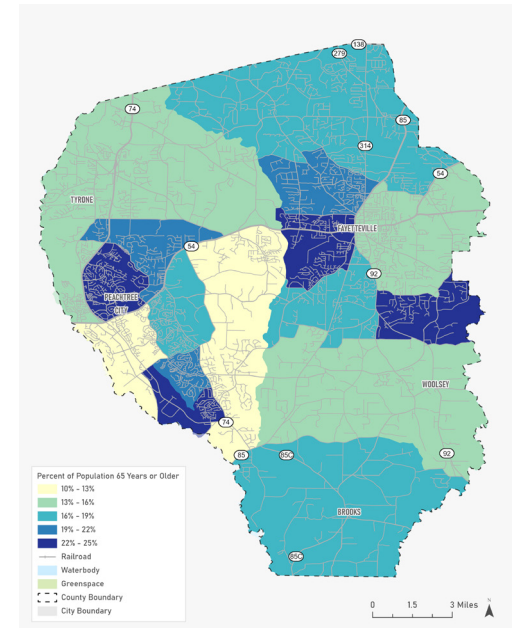 138
279
74
85
314
54
TYRONE
FAYETTEVILLE
54
92
PEACHTREE
CITY
WOOLSEY
74
85
85C
92
BROOKS
85C
Percent of Population 65 Years or Older
10% - 13%
13% - 16%
16% - 19%
19% - 22%
22% - 25%
Railroad
Waterbody
Greenspace
County Boundary
City Boundary
0 1.5 3 Miles
N